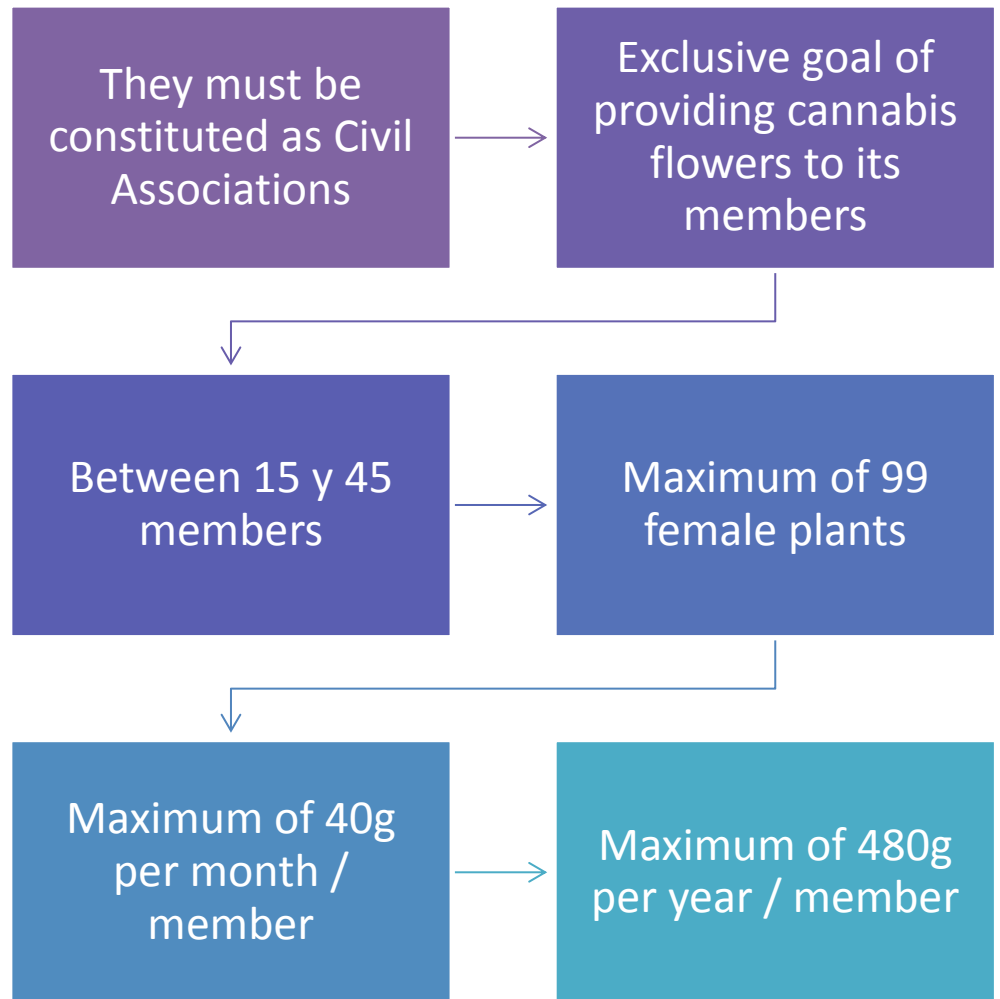 They must be
constituted as Civil
Associations
Exclusive goal of
providing cannabis
flowers to its
members
Between 15 y 45
members
Maximum of 99
female plants
Maximum of 40g
per month /
member
Maximum of 480g
per year / member